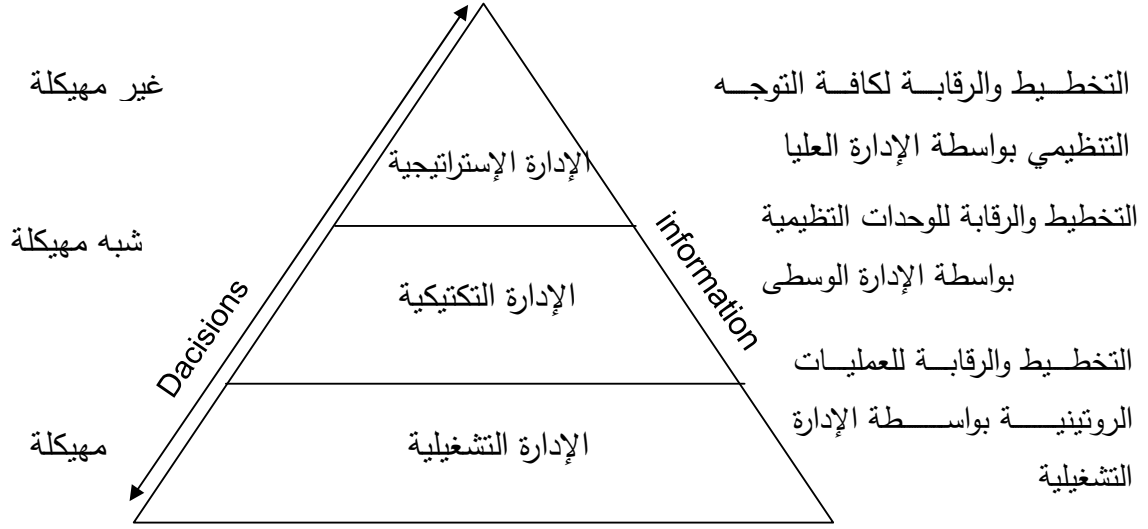 غير مهيكلة
التخطيط والرقابة لكافة التوجه
التنظيمي بواسطة الإدارة العليا
الإدارة الإستراتيجية
شبه مهيكلة
التخطيط والرقابة للوحدات التظيمية
بواسطة الإدارة الوسطى
information
الإدارة التكتيكية
Dacisions
التخطيط والرقابة للعمليات
الروتينية بواسطة الإدارة
التشغيلية
الإدارة التشغيلية
مهيكلة